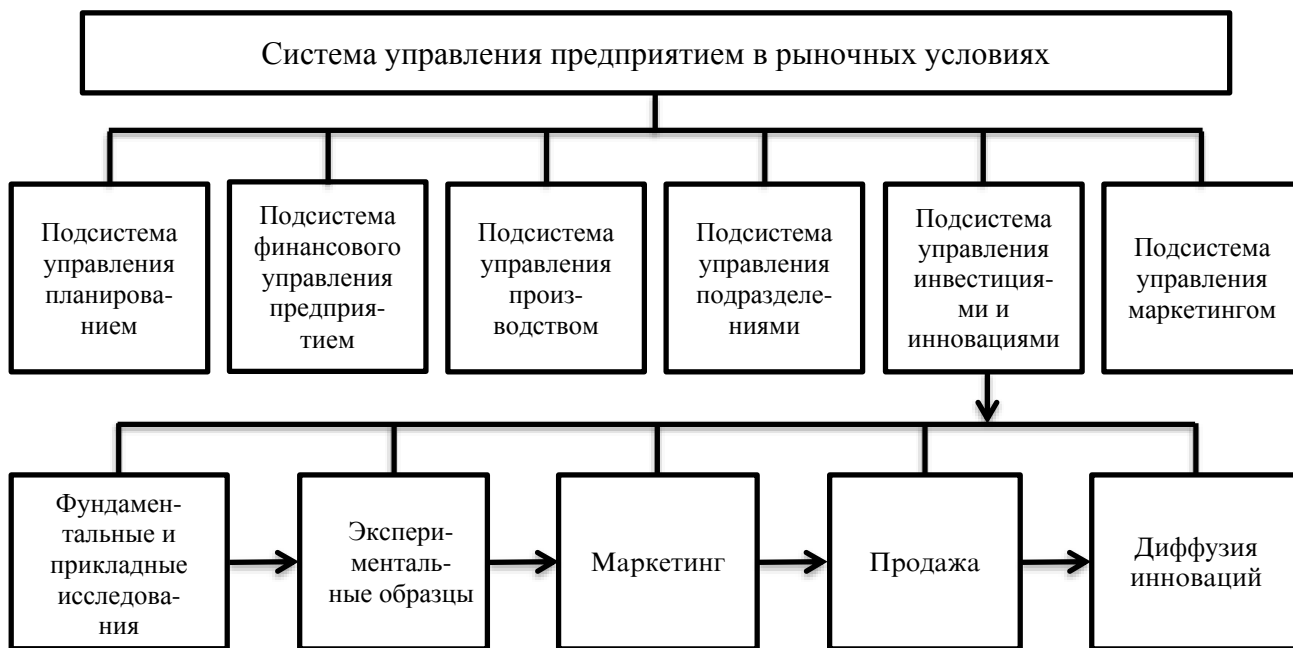 Система управления предприятием в рыночных условиях
Подсистема
управления
планирова-
нием
Подсистема
финансового
управления
предприя-
тием
Подсистема
управления
произ-
водством
Подсистема
управления
подразделе-
ниями
Подсистема
управления
инвестиция-
ми и
инновациями
Подсистема
управления
маркетингом
Фундамен-
тальные и
прикладные
исследова-
ния
Экспери-
менталь-
ные образцы
Маркетинг
Продажа
Диффузия
инноваций